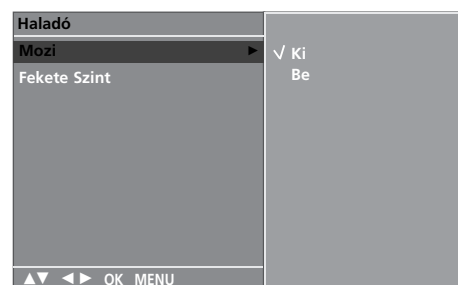 Haladó
Mozi ▶
√ Ki
Be
Fekete Szint
▲▼ ◀▶ OK MENU